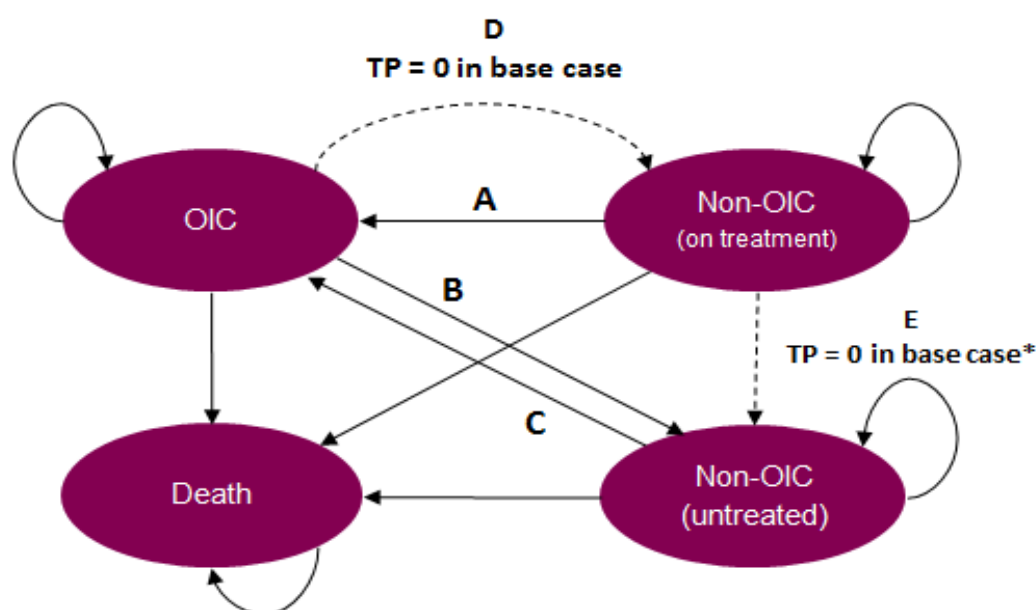 D
TP = 0 in base case
OIC
A
Non-OIC
(on treatment)
B
E
TP = 0 in base case*
C
Death
Non-OIC
(untreated)